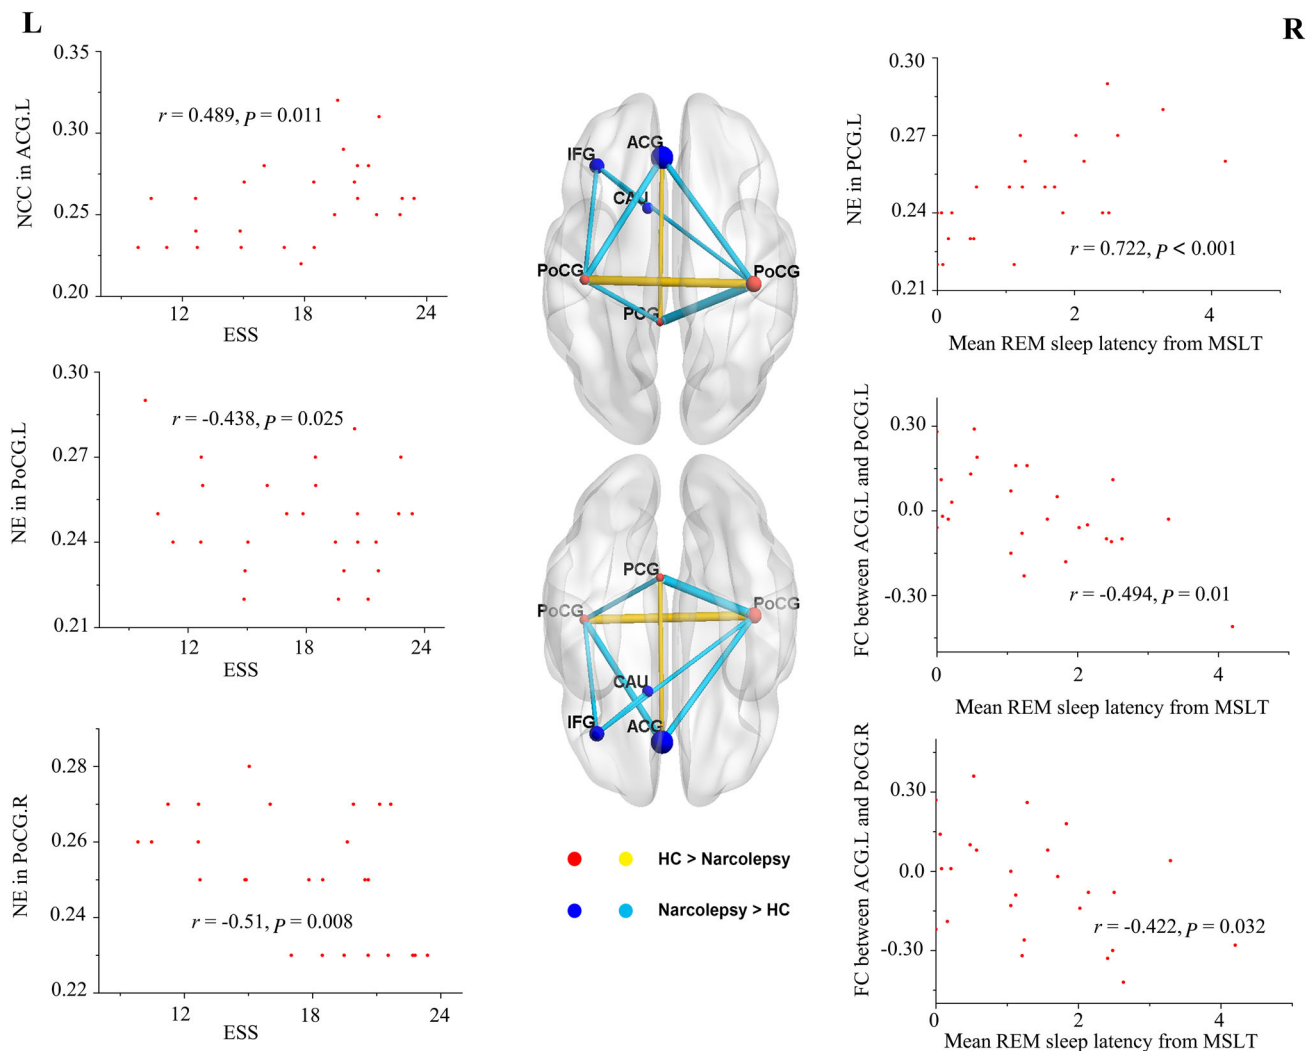 L
R
0.35
0.30
0.25
0.20
NCC in ACG.L
r = 0.489, P = 0.011
12
18
24
ESS
0.30
0.27
0.24
0.21
NE in PoCG.L
r = -0.438, P = 0.025
12
18
24
ESS
0.28
0.26
0.24
0.22
NE in PoCG.R
r = -0.51, P = 0.008
12
18
24
ESS
ACG
IFG
CAU
PoCG
PoCG
PCG
PCG
PoCG
PoCG
CAU
IFG
ACG
HC > Narcolepsy
Narcolepsy > HC
0.30
0.27
0.24
0.21
NE in PCG.L
r = 0.722, P < 0.001
0
2
4
Mean REM sleep latency from MSLT
0.30
0.0
-0.30
FC between ACG.L and PoCG.L
r = -0.494, P = 0.01
0
2
4
Mean REM sleep latency from MSLT
0.30
0.0
-0.30
FC between ACG.L and PoCG.R
r = -0.422, P = 0.032
0
2
4
Mean REM sleep latency from MSLT